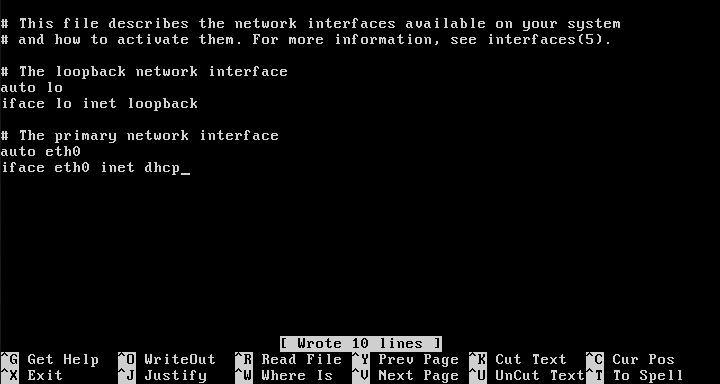 # This file describes the network interfaces available on your system
# and how to activate them. For more information, see interfaces(5).
# The loopback network interface
auto lo
iface lo inet loopback
# The primary network interface
auto eth0
iface eth0 inet dhcp_
[ Wrote 10 lines ]
^G Get Help ^O WriteOut ^R Read File ^Y Prev Page ^K Cut Text ^C Cur Pos
^X Exit ^J Justify ^W Where Is ^V Next Page ^U UnCut Text ^T To Spell